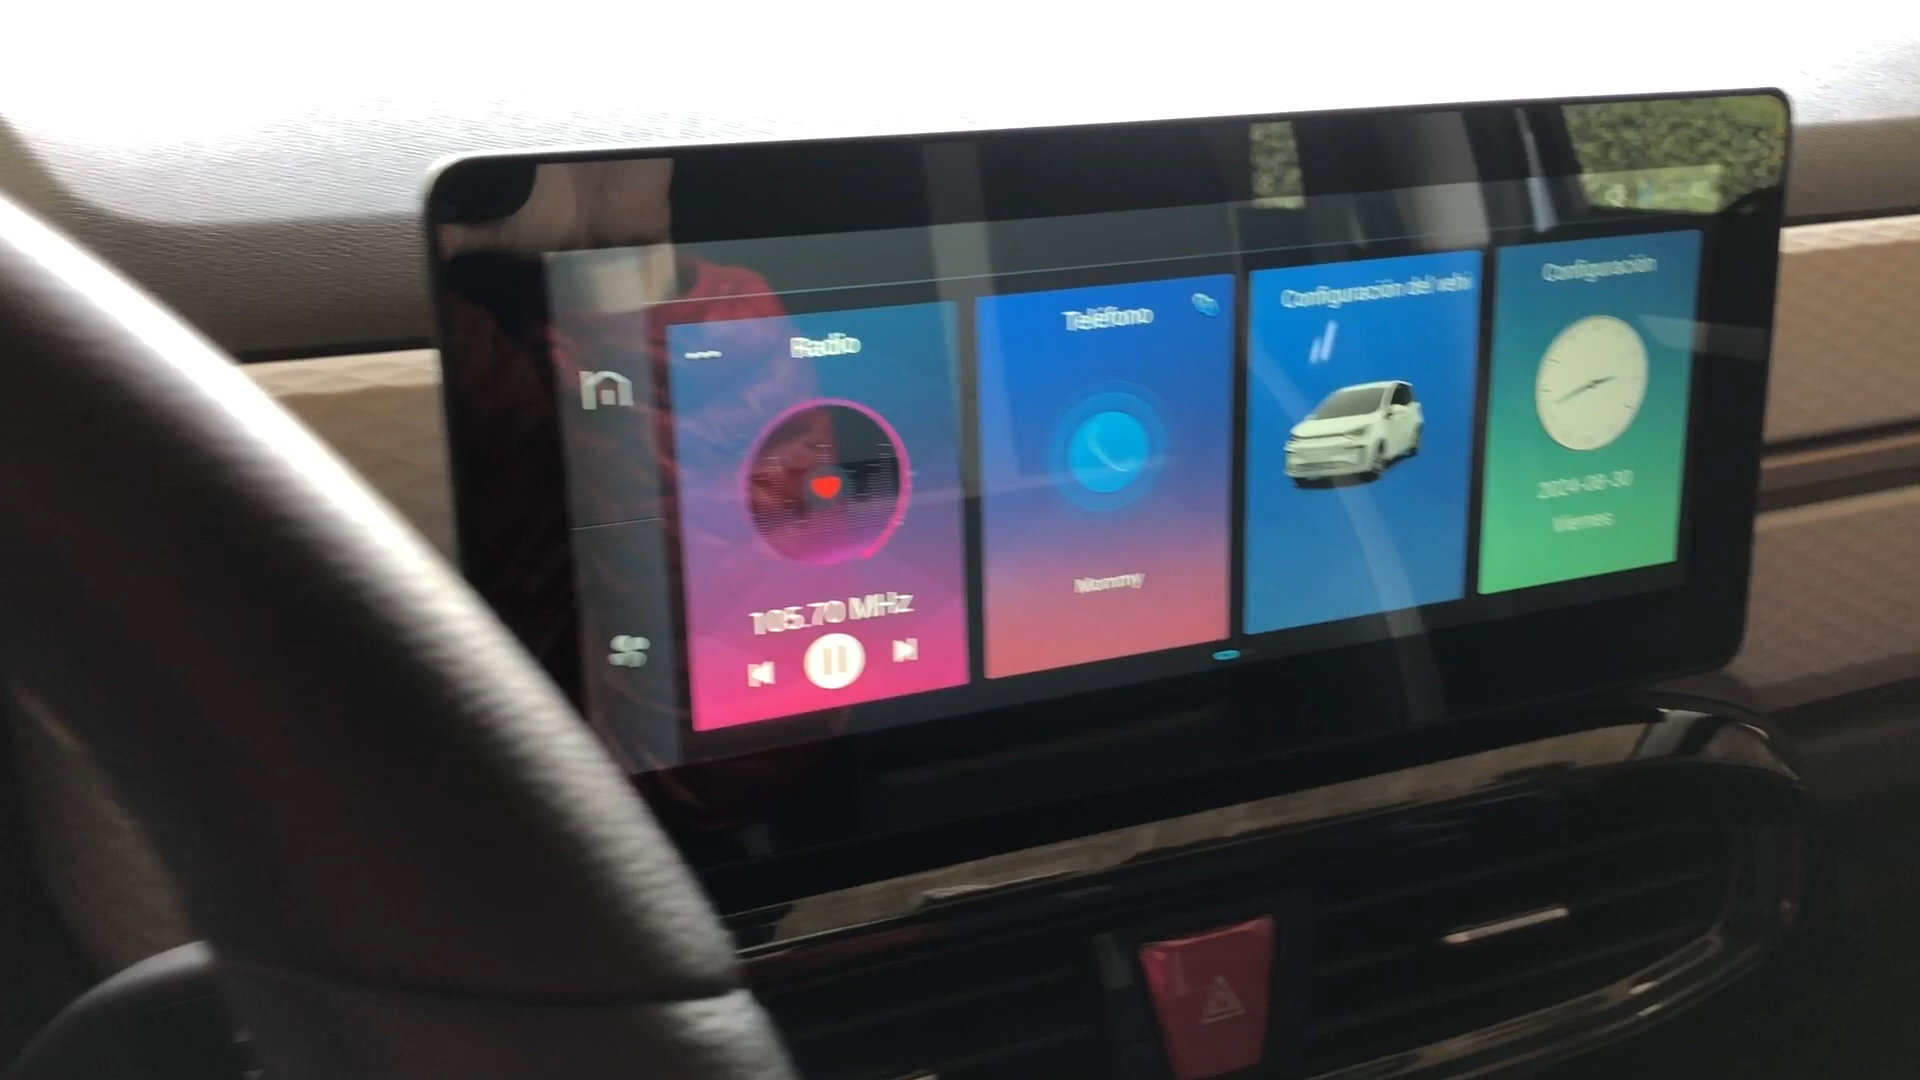 Radio
105.70 MHz
Teléfono
Mommy
Configuración del vehí
Configuración
2024-08-30
Viernes